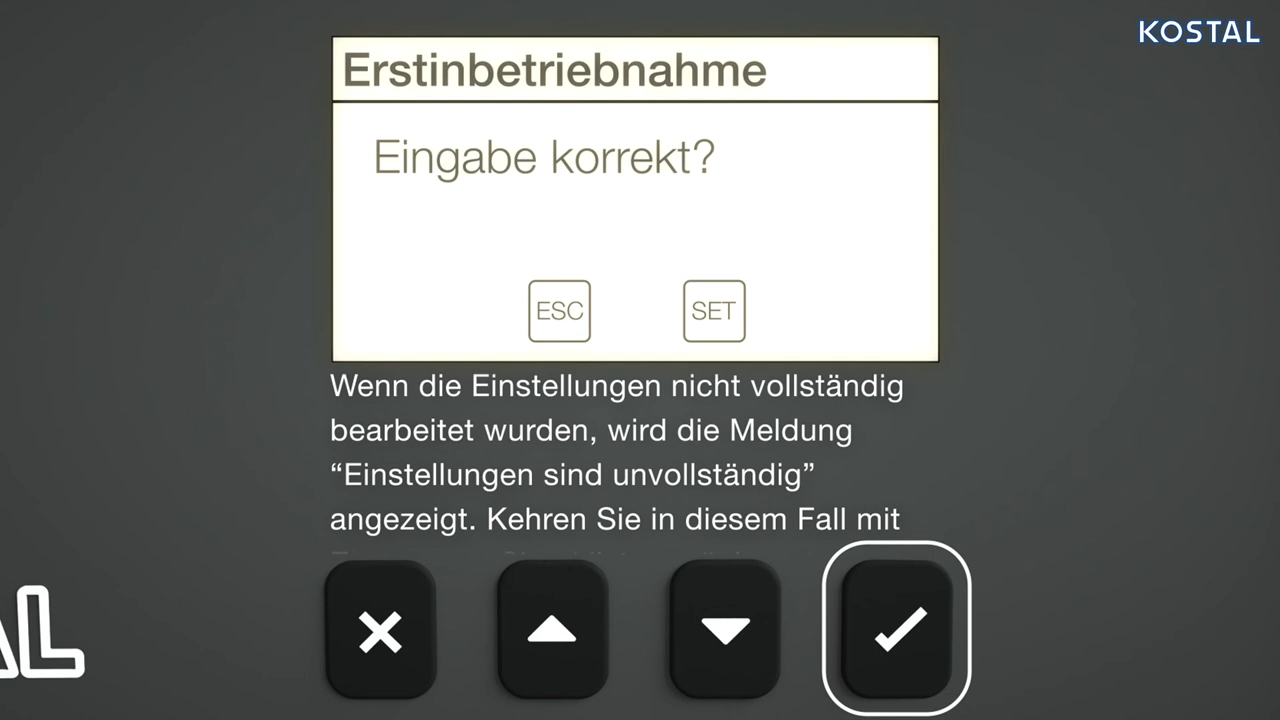 KOSTAL
Erstinbetriebnahme
Eingabe korrekt?
ESC SET
Wenn die Einstellungen nicht vollständig
bearbeitet wurden, wird die Meldung
“Einstellungen sind unvollständig”
angezeigt. Kehren Sie in diesem Fall mit